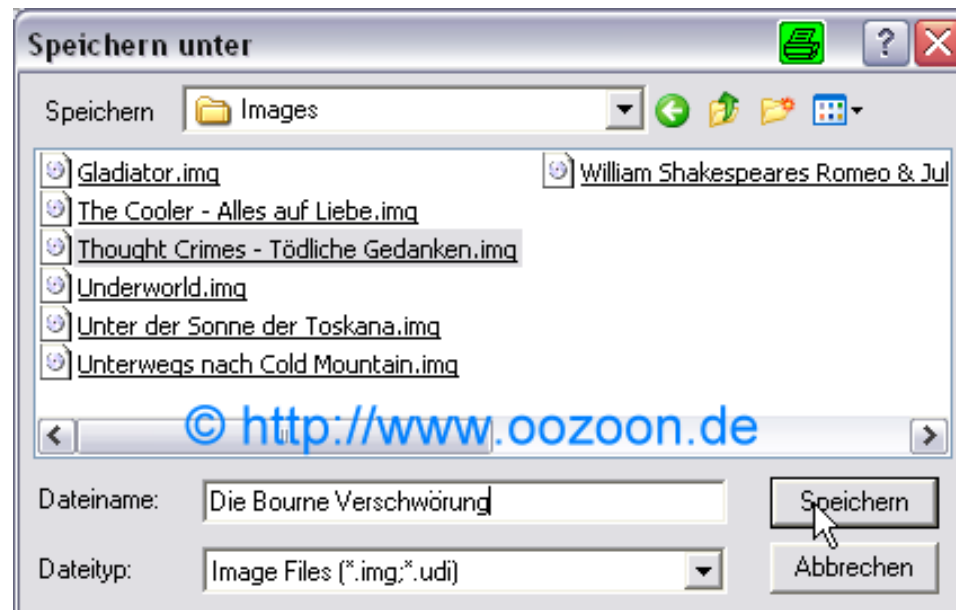 Speichern unter
Speichern Images
Gladiator.img
The Cooler - Alles auf Liebe.img
Thought Crimes - Tödliche Gedanken.img
Underworld.img
Unter der Sonne der Toskana.img
Unterwegs nach Cold Mountain.img
William Shakespeares Romeo & Jul
© http://www.oozoon.de
Dateiname: Die Bourne Verschwörung Speichern
Dateityp: Image Files (*.img;*.udi) Abbrechen